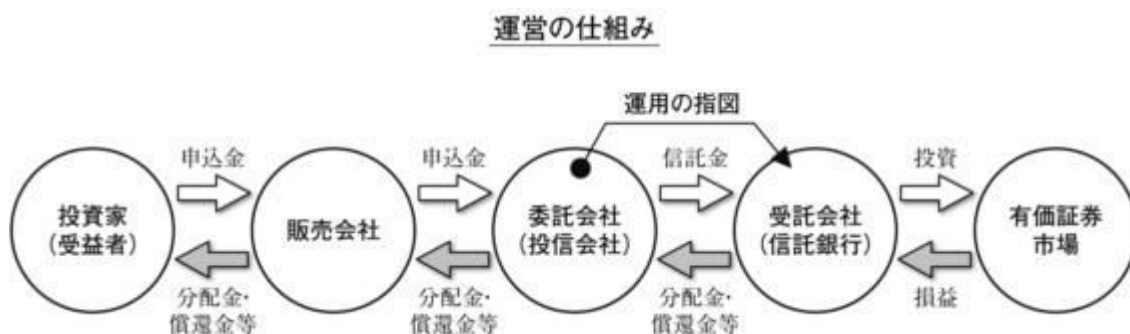 運営の仕組み
運用の指図
申込金
申込金
信託金
投資
投資家
(受益者)
販売会社
委託会社
(投信会社)
受託会社
(信託銀行)
有価証券
市場
分配金・
償還金等
分配金・
償還金等
分配金・
償還金等
損益